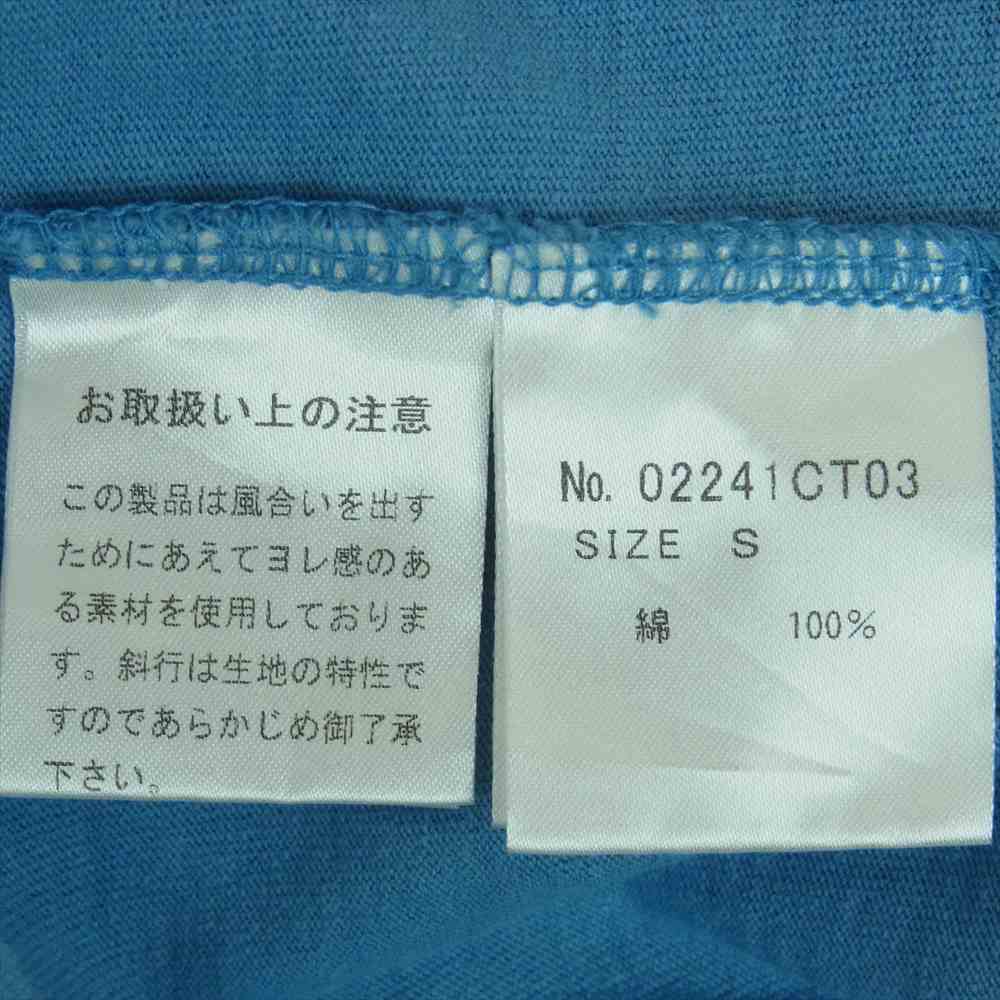 お取扱い上の注意
この製品は風合いを出す
ためにあえてヨレ感のあ
る素材を使用しておりま
す。斜行は生地の特性で
すのであらかじめ御了承
下さい。
No. 02241CT03
SIZE S
綿 100%